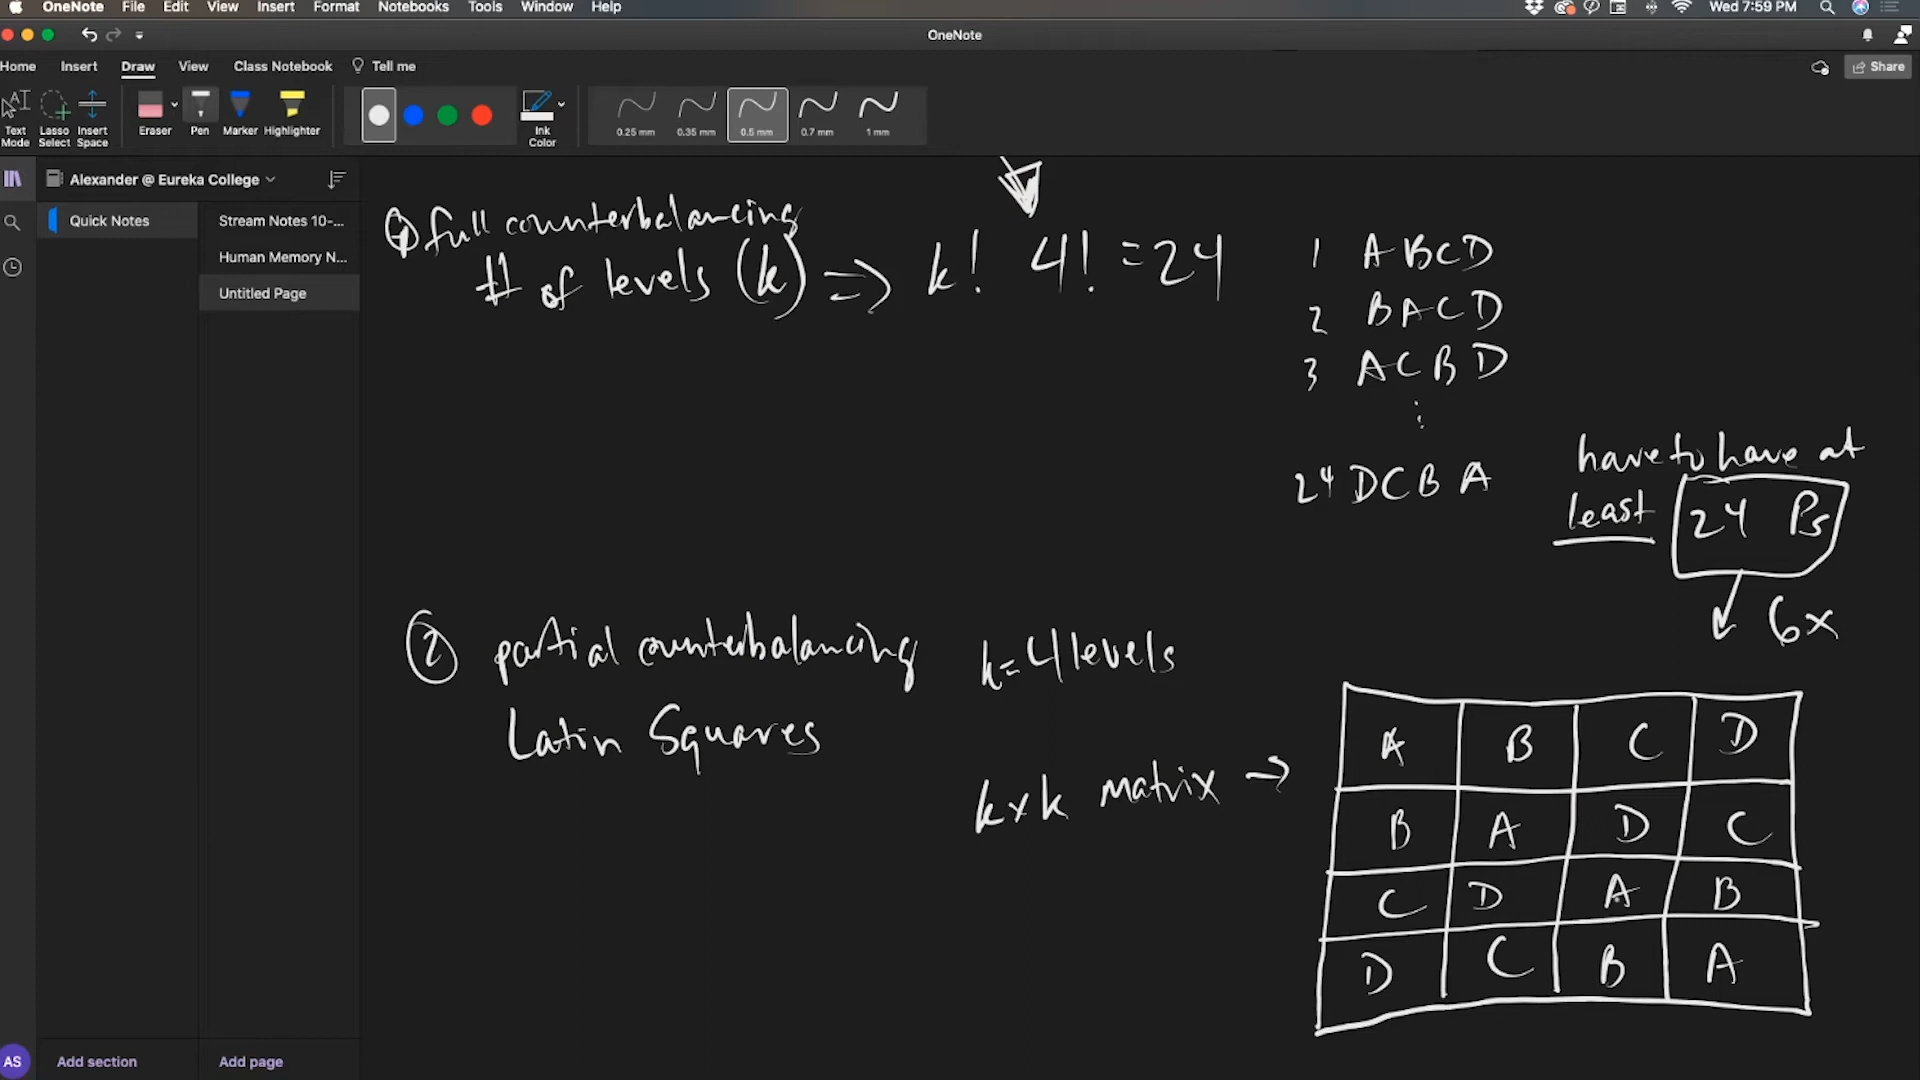 OneNote File Edit View Insert Format Notebooks Tools Window Help Wed 7:59 PM
OneNote
Home Insert Draw View Class Notebook Tell me Share
Text Mode
Lasso Select
Insert Space
Eraser
Pen
Marker
Highlighter
Ink Color
0.25 mm 0.35 mm 0.5 mm 0.7 mm 1 mm
Alexander @ Eureka College
Quick Notes
Stream Notes 10-...
Human Memory N...
Untitled Page
① full counterbalancing
# of levels (k) => k! 4! = 24
1 ABCD
2 BACD
3 ACBD
⋮
24 DCBA
have to have at
least 24 Ps
6x
② partial counterbalancing
Latin Squares
k=4 levels
kxk matrix →
A B C D
B A D C
C D A B
D C B A
AS
Add section
Add page